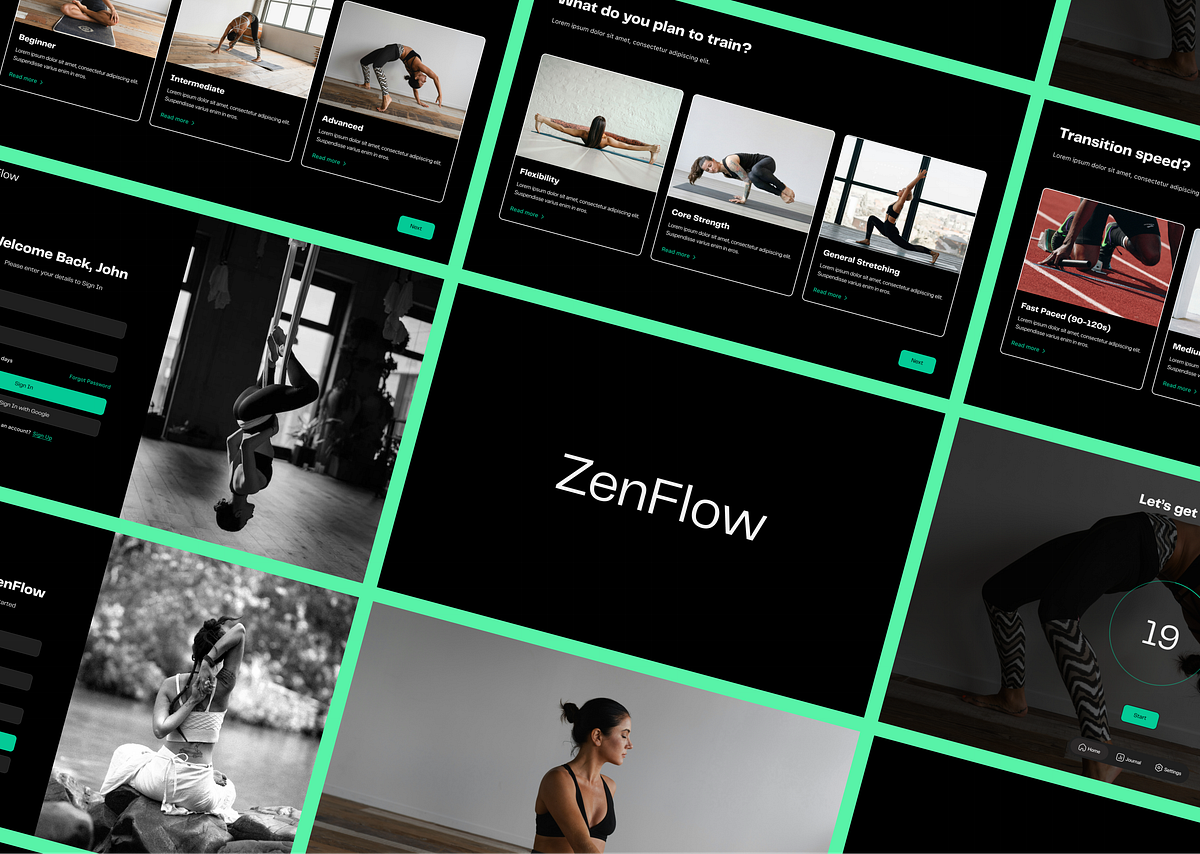 Beginner
Lorem ipsum dolor sit amet, consectetur adipiscing elit.
Suspendisse varius enim in eros.
Read more >
Intermediate
Lorem ipsum dolor sit amet, consectetur adipiscing elit.
Suspendisse varius enim in eros.
Read more >
Advanced
Lorem ipsum dolor sit amet, consectetur adipiscing elit.
Suspendisse varius enim in eros.
Read more >
Next
What do you plan to train?
Lorem ipsum dolor sit amet, consectetur adipiscing elit.
Flexibility
Lorem ipsum dolor sit amet, consectetur adipiscing elit.
Suspendisse varius enim in eros.
Read more >
Core Strength
Lorem ipsum dolor sit amet, consectetur adipiscing elit.
Suspendisse varius enim in eros.
Read more >
General Stretching
Lorem ipsum dolor sit amet, consectetur adipiscing elit.
Suspendisse varius enim in eros.
Read more >
Next
Transition speed?
Lorem ipsum dolor sit amet, consectetur adipiscing
Fast Paced (90-120s)
Lorem ipsum dolor sit amet, consectetur adipiscing elit.
Suspendisse varius enim in eros.
Read more >
Mediu
Lorem ip
Suspend
Read more
Flow
Welcome Back, John
Please enter your details to Sign In
days
Forgot Password
Sign In
Sign In with Google
an account? Sign Up
ZenFlow
Let's get
19
Start
Home
Journal
Settings
enFlow
started